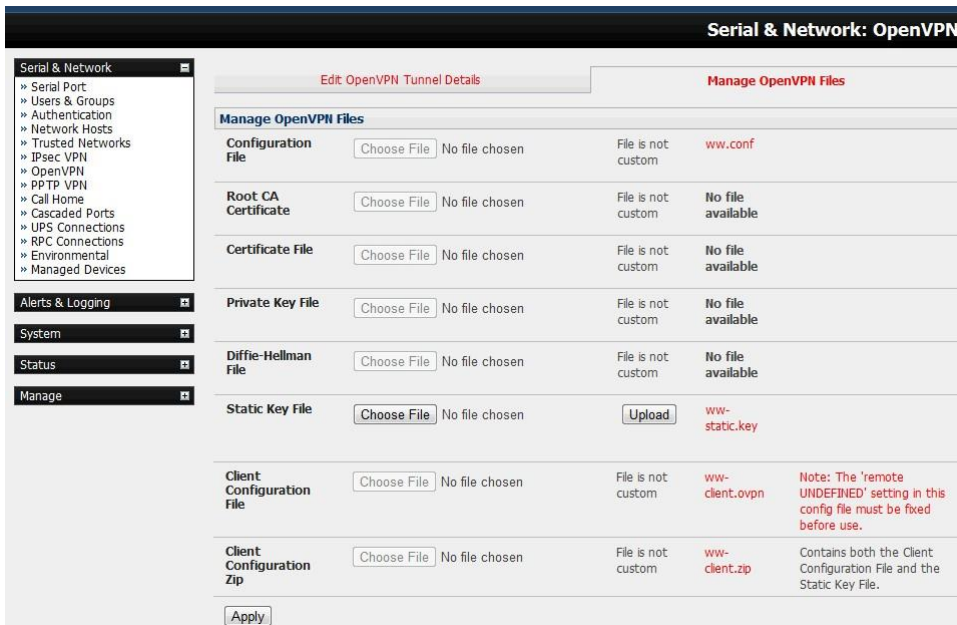 Serial & Network: OpenVPN
Serial & Network
» Serial Port
» Users & Groups
» Authentication
» Network Hosts
» Trusted Networks
» IPsec VPN
» OpenVPN
» PPTP VPN
» Call Home
» Cascaded Ports
» UPS Connections
» RPC Connections
» Environmental
» Managed Devices
Alerts & Logging
System
Status
Manage
Edit OpenVPN Tunnel Details
Manage OpenVPN Files
Manage OpenVPN Files
Configuration
File
Choose File No file chosen
File is not
custom
ww.conf
Root CA
Certificate
Choose File No file chosen
File is not
custom
No file
available
Certificate File
Choose File No file chosen
File is not
custom
No file
available
Private Key File
Choose File No file chosen
File is not
custom
No file
available
Diffie-Hellman
File
Choose File No file chosen
File is not
custom
No file
available
Static Key File
Choose File No file chosen
Upload
ww-
static.key
Client
Configuration
File
Choose File No file chosen
File is not
custom
ww-
client.ovpn
Note: The 'remote
UNDEFINED' setting in this
config file must be fixed
before use.
Client
Configuration
Zip
Choose File No file chosen
File is not
custom
ww-
client.zip
Contains both the Client
Configuration File and the
Static Key File.
Apply